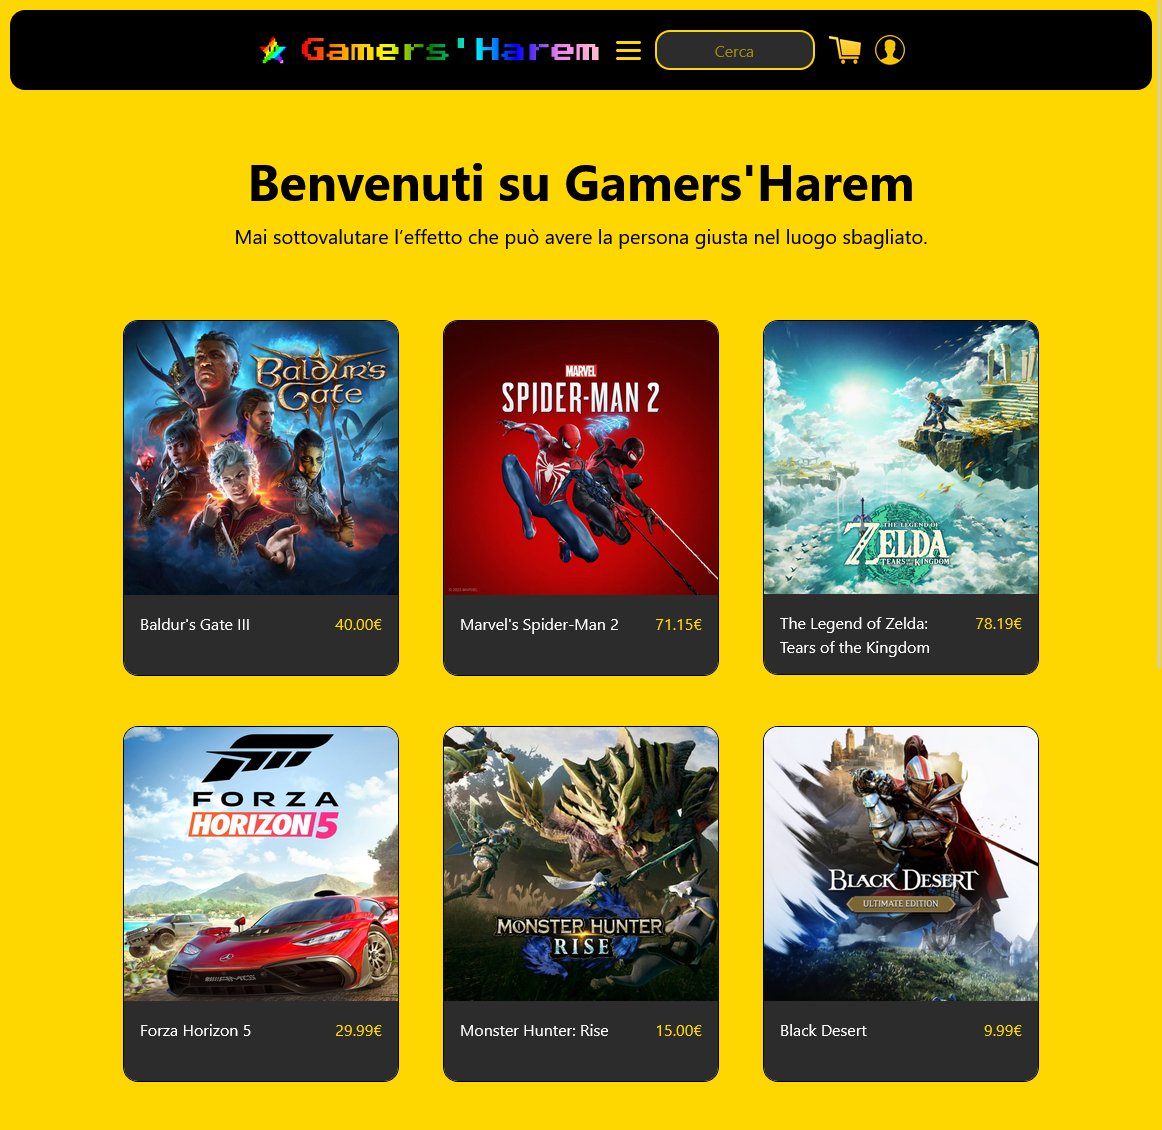 Gamers'Harem
Cerca
Benvenuti su Gamers'Harem
Mai sottovalutare l’effetto che può avere la persona giusta nel luogo sbagliato.
BALDUR'S
GATE
III
MARVEL
SPIDER-MAN 2
© 2023 MARVEL
THE LEGEND OF
ZELDA
TEARS OF THE KINGDOM
Baldur's Gate III
40.00€
Marvel's Spider-Man 2
71.15€
The Legend of Zelda:
Tears of the Kingdom
78.19€
FORZA
HORIZON 5
AMG
MONSTER HUNTER
RISE
BLACK DESERT
ULTIMATE EDITION
Forza Horizon 5
29.99€
Monster Hunter: Rise
15.00€
Black Desert
9.99€